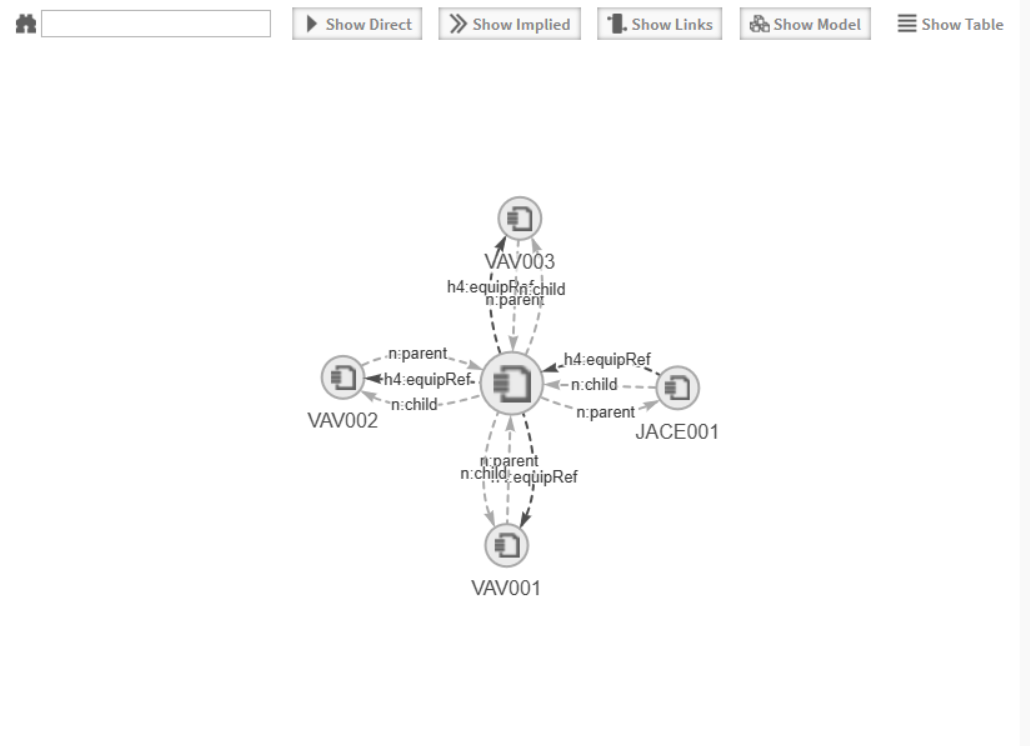 Show Direct
Show Implied
Show Links
Show Model
Show Table
VAV003
h4:equipRef
n:child
n:parent
n:parent
h4:equipRef
n:child
VAV002
h4:equipRef
n:child
n:parent
JACE001
n:parent
n:child
equipRef
VAV001